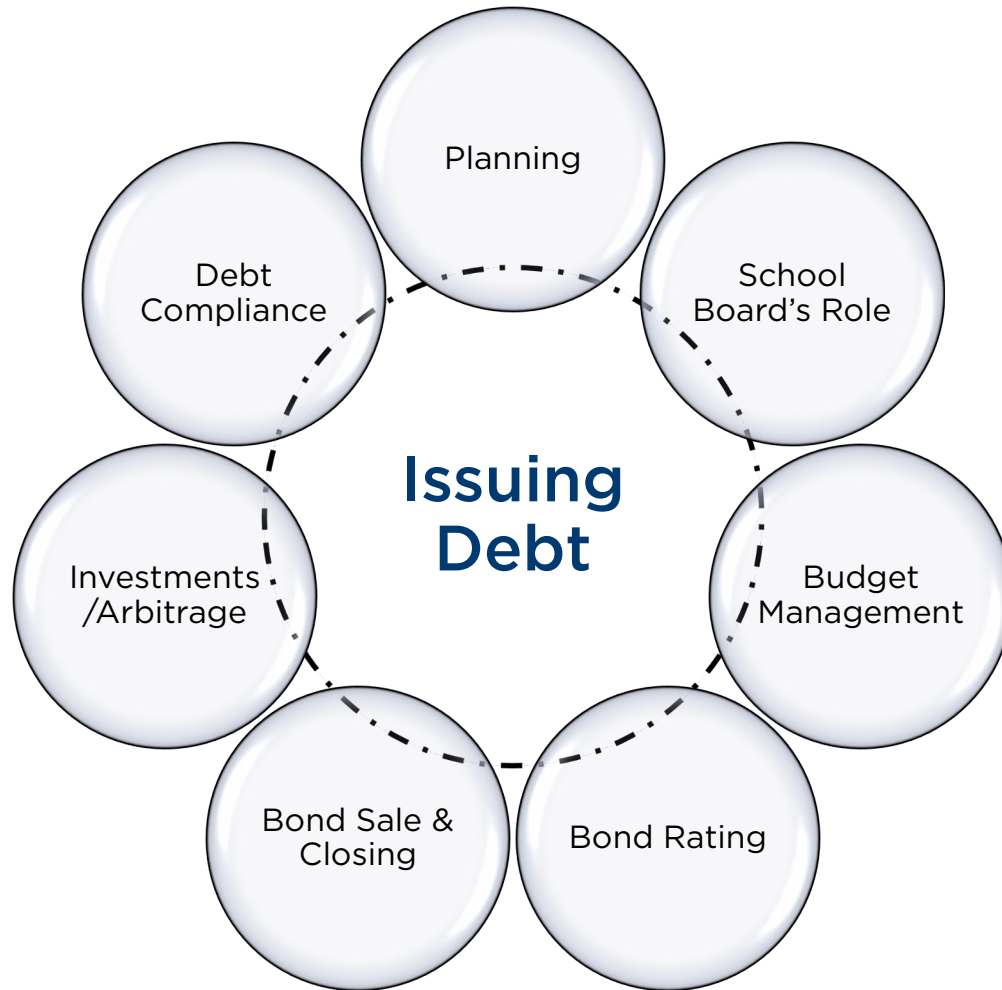 Planning
School
Board's Role
Budget
Management
Bond Rating
Bond Sale &
Closing
Investments
/Arbitrage
Debt
Compliance
Issuing
Debt